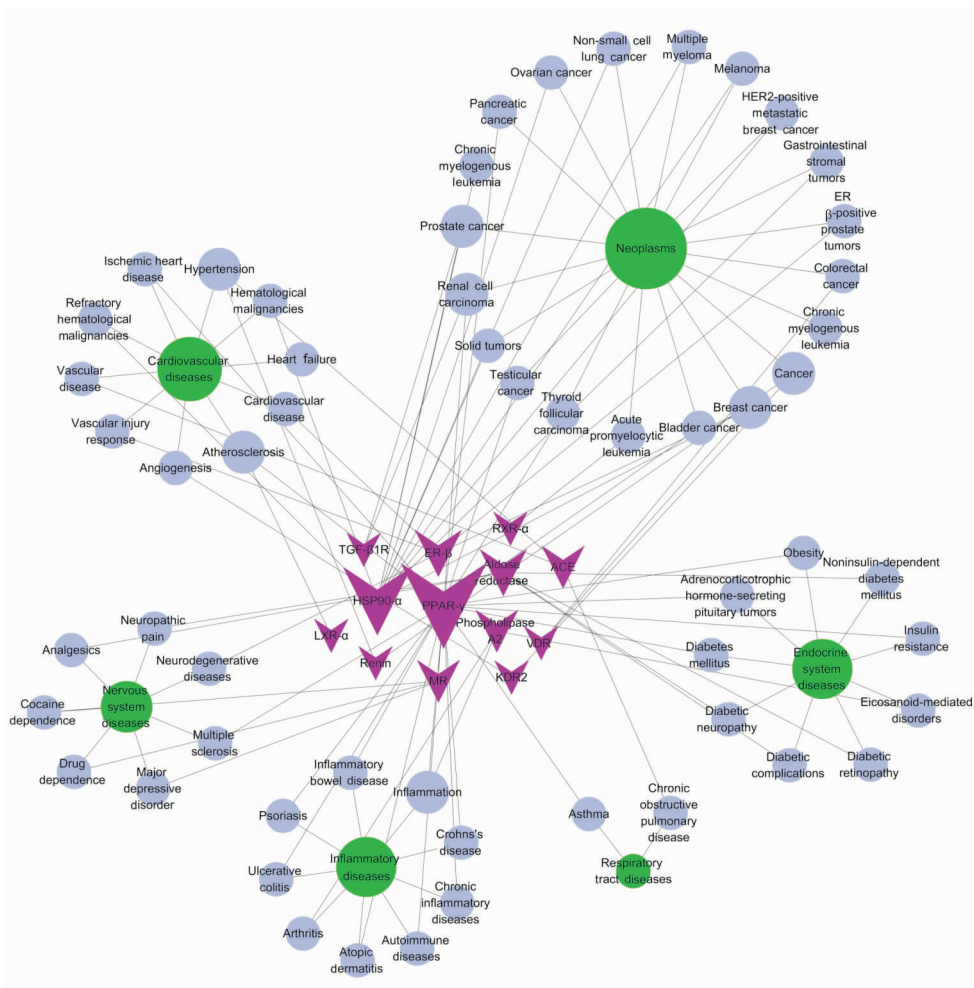 Non-small cell
lung cancer
Multiple
myeloma
Ovarian cancer
Melanoma
HER2-positive
metastatic
breast cancer
Pancreatic
cancer
Gastrointestinal
stromal
tumors
Chronic
myelogenous
leukemia
ER
β-positive
prostate
tumors
Prostate cancer
Neoplasms
Colorectal
cancer
Ischemic heart
disease
Hypertension
Renal cell
carcinoma
Hematological
malignancies
Refractory
hematological
malignancies
Chronic
myelogenous
leukemia
Solid tumors
Cardiovascular
diseases
Heart failure
Vascular
disease
Testicular
cancer
Cancer
Cardiovascular
disease
Thyroid
follicular
carcinoma
Breast cancer
Acute
promyelocytic
leukemia
Bladder cancer
Vascular injury
response
Atherosclerosis
Angiogenesis
RXR-α
TGF-β1R
ER-β
Aldose
reductase
ACE
Obesity
Noninsulin-dependent
diabetes
mellitus
Adrenocorticotrophic
hormone-secreting
pituitary tumors
HSP90-α
PPAR-γ
Phospholipase
A2
VDR
LXR-α
Renin
MR
KDR2
Insulin
resistance
Diabetes
mellitus
Endocrine
system
diseases
Eicosanoid-mediated
disorders
Diabetic
neuropathy
Diabetic
complications
Diabetic
retinopathy
Neuropathic
pain
Analgesics
Neurodegenerative
diseases
Nervous
system
diseases
Cocaine
dependence
Multiple
sclerosis
Drug
dependence
Major
depressive
disorder
Inflammatory
bowel disease
Inflammation
Psoriasis
Crohns's
disease
Inflammatory
diseases
Ulcerative
colitis
Chronic
inflammatory
diseases
Arthritis
Atopic
dermatitis
Autoimmune
diseases
Asthma
Chronic
obstructive
pulmonary
disease
Respiratory
tract diseases